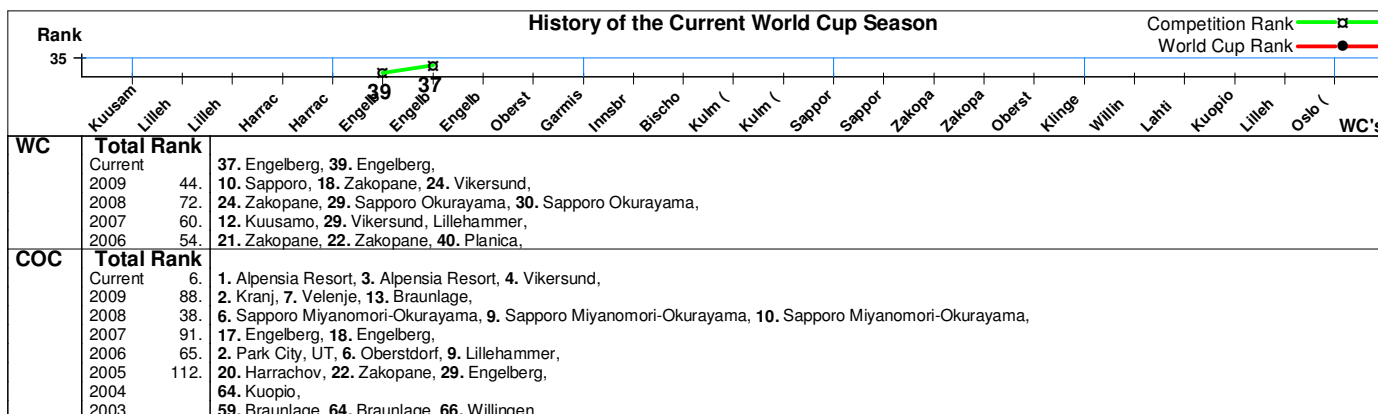 History of the Current World Cup Season
Competition Rank
World Cup Rank
Rank
35
39 37
Kuusam Lilleh Lilleh Harrac Harrac Engelb Engelb Engelb Oberst Garmis Innsbr Bischo Kulm ( Kulm ( Sappor Sappor Zakopa Zakopa Oberst Klinge Willin Lahti Kuopio Lilleh Oslo ( WC's
WC Total Rank
Current 37. Engelberg, 39. Engelberg,
2009 44. 10. Sapporo, 18. Zakopane, 24. Vikersund,
2008 72. 24. Zakopane, 29. Sapporo Okurayama, 30. Sapporo Okurayama,
2007 60. 12. Kuusamo, 29. Vikersund, Lillehammer,
2006 54. 21. Zakopane, 22. Zakopane, 40. Planica,
COC Total Rank
Current 6. 1. Alpensia Resort, 3. Alpensia Resort, 4. Vikersund,
2009 88. 2. Kranj, 7. Velenje, 13. Braunlage,
2008 38. 6. Sapporo Miyanomori-Okurayama, 9. Sapporo Miyanomori-Okurayama, 10. Sapporo Miyanomori-Okurayama,
2007 91. 17. Engelberg, 18. Engelberg,
2006 65. 2. Park City, UT, 6. Oberstdorf, 9. Lillehammer,
2005 112. 20. Harrachov, 22. Zakopane, 29. Engelberg,
2004 64. Kuopio,
2003 59. Braunlage, 64. Braunlage, 66. Willingen